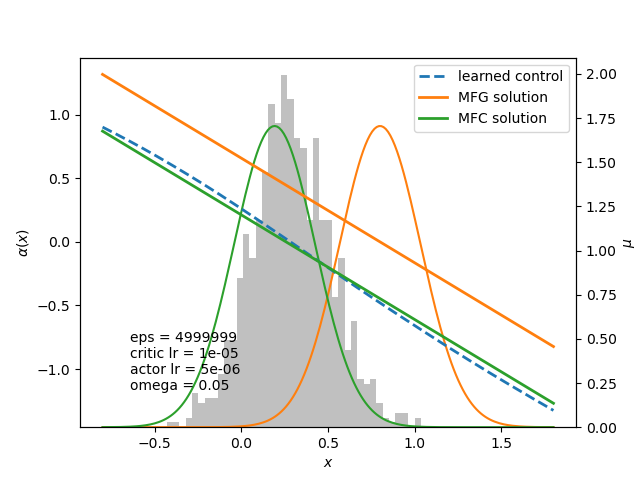 learned control
MFG solution
MFC solution
α(x)
1.0
0.5
0.0
−0.5
−1.0
eps = 4999999
critic lr = 1e-05
actor lr = 5e-06
omega = 0.05
−0.5
0.0
0.5
1.0
1.5
x
2.00
1.75
1.50
1.25
1.00
0.75
0.50
0.25
0.00
μ